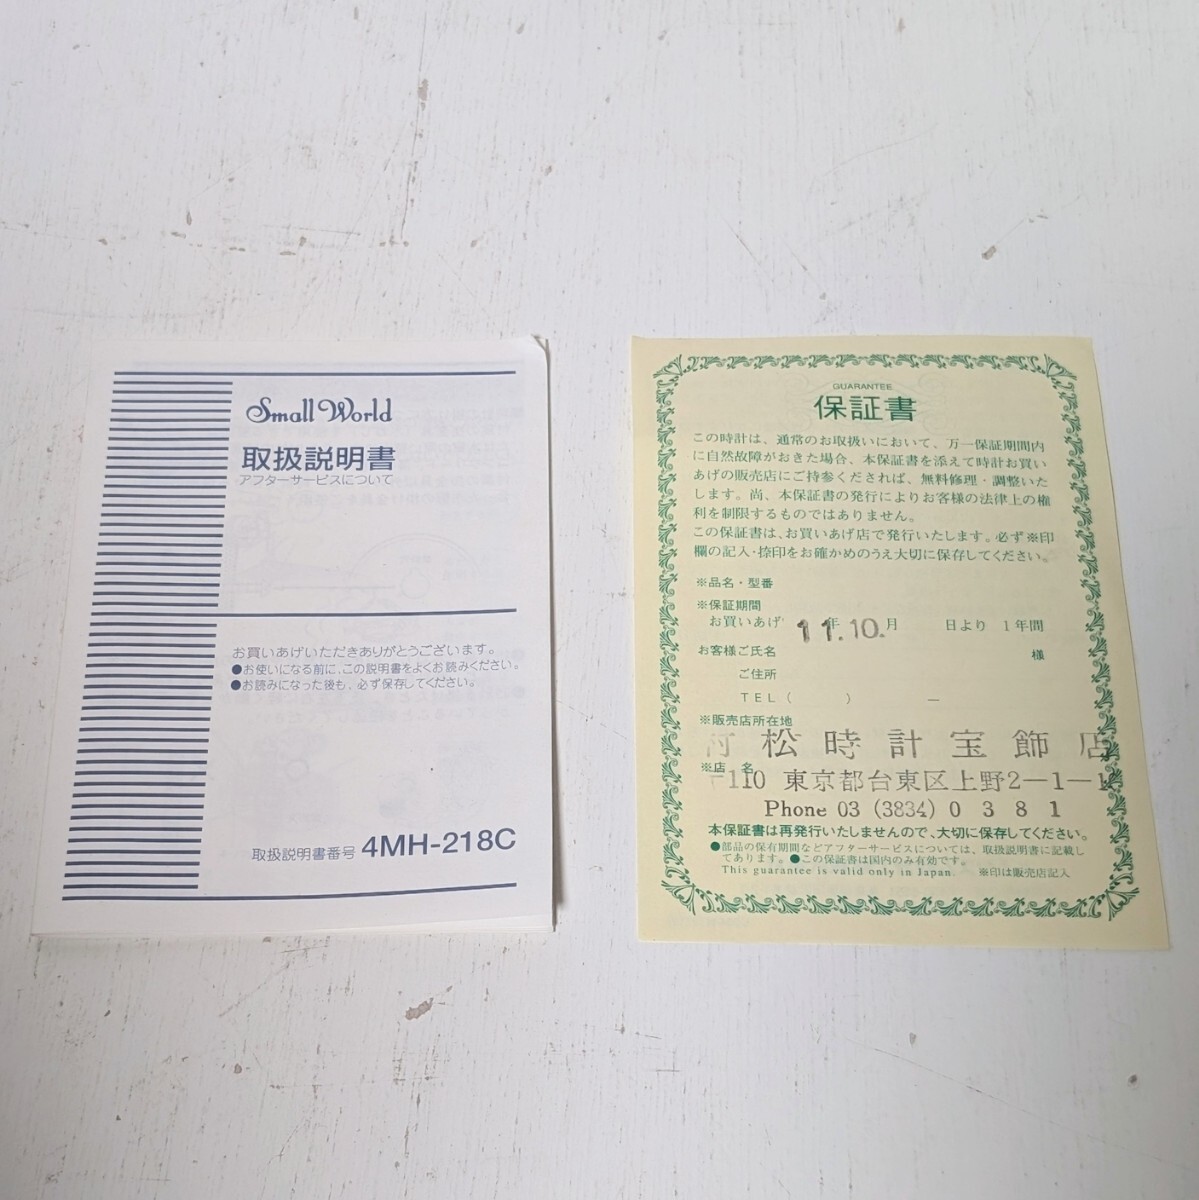 Small World
取扱説明書
アフターサービスについて
お買いあげいただきありがとうございます。
●お使いになる前に、この説明書をよくお読みください。
●お読みになった後も、必ず保存してください。
取扱説明書番号 4MH-218C
GUARANTEE
保証書
この時計は、通常のお取扱いにおいて、万一保証期間内
に自然故障がおきた場合、本保証書を添えて時計お買い
あげの販売店にご持参くだされば、無料修理・調整いた
します。尚、本保証書の発行によりお客様の法律上の権
利を制限するものではありません。
この保証書は、お買いあげ店で発行いたします。必ず※印
欄の記入・捺印をお確かめのうえ大切に保存してください。
※品名・型番
※保証期間
お買いあげ 11年10.月 日より 1年間
お客様ご氏名 様
ご住所
TEL( ) ―
※販売店所在地
村松時計宝飾店
※店 名
110 東京都台東区上野2−1−1
Phone 03 (3834) 0381
本保証書は再発行いたしませんので、大切に保存してください。
●部品の保有期間などアフターサービスについては、取扱説明書に記載し
てあります。●この保証書は国内のみ有効です。
This guarantee is valid only in Japan. ※印は販売店記入